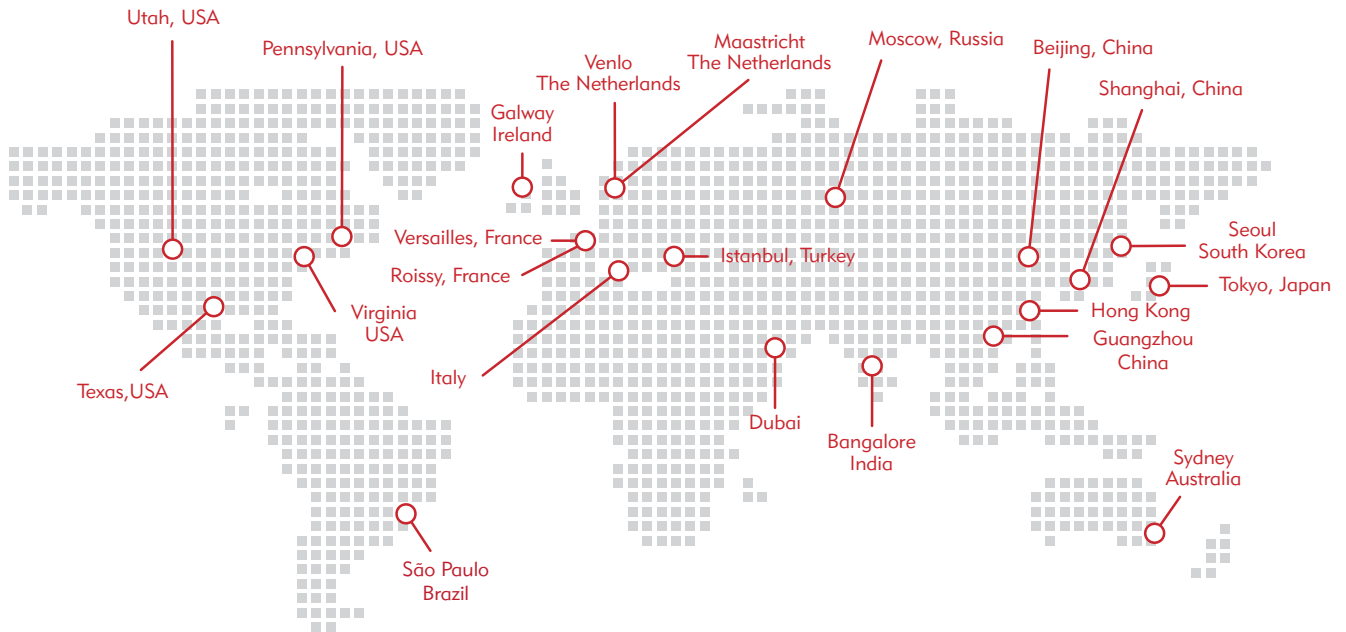 Utah, USA
Pennsylvania, USA
Venlo
The Netherlands
Maastricht
The Netherlands
Moscow, Russia
Beijing, China
Shanghai, China
Galway
Ireland
Versailles, France
Roissy, France
Istanbul, Turkey
Seoul
South Korea
Tokyo, Japan
Hong Kong
Guangzhou
China
Virginia
USA
Texas,USA
Italy
Dubai
Bangalore
India
Sydney
Australia
São Paulo
Brazil